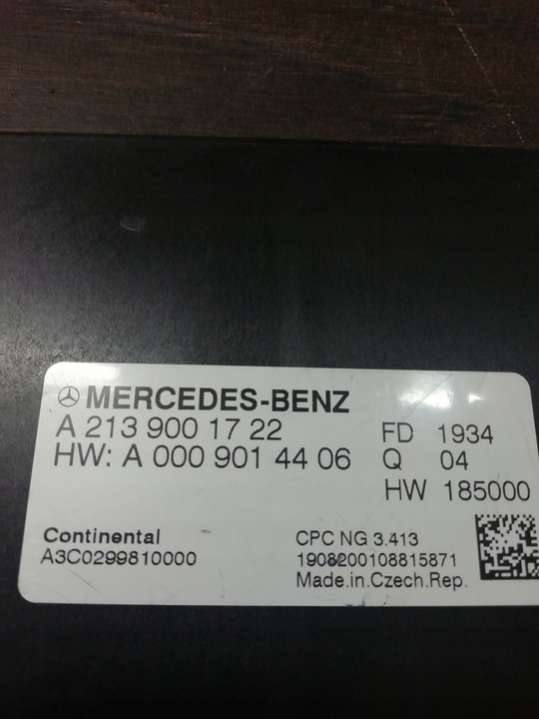 MERCEDES-BENZ
A 213 900 17 22 FD 1934
HW: A 000 901 44 06 Q 04
HW 185000
Continental CPC NG 3.413
A3C0299810000 1908200108815871
Made.in.Czech.Rep.